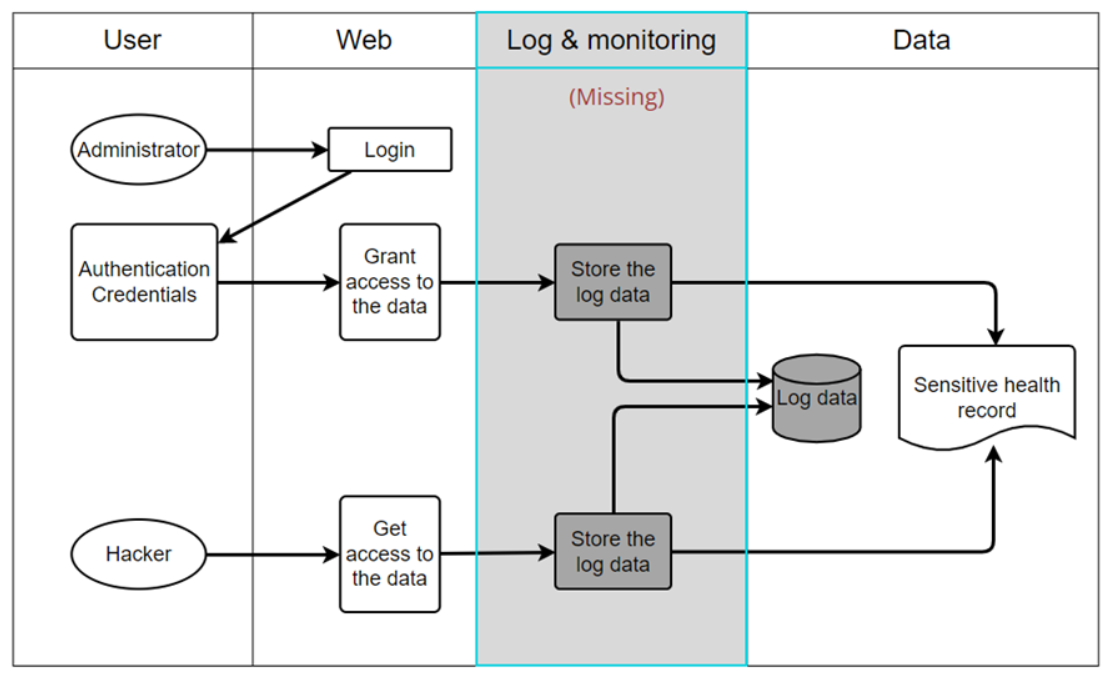 User
Web
Log & monitoring
Data
(Missing)
Administrator
Login
Authentication
Credentials
Grant
access to
the data
Store the
log data
Log data
Sensitive health
record
Hacker
Get
access to
the data
Store the
log data